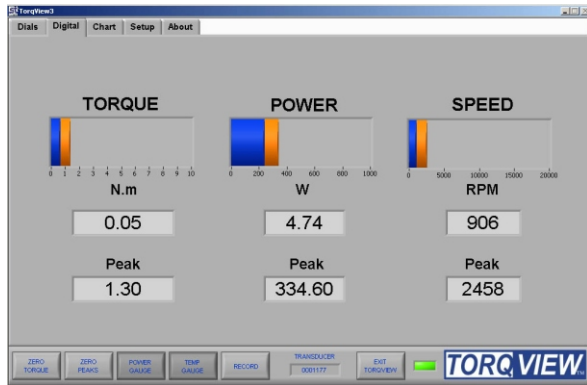 TorqView3
Dials Digital Chart Setup About
TORQUE POWER SPEED
0 1 2 3 4 5 6 7 8 9 10
0 200 400 600 800 1000
0 5000 10000 15000 20000
N.m W RPM
0.05 4.74 906
Peak Peak Peak
1.30 334.60 2458
ZERO TORQUE
ZERO PEAKS
POWER GAUGE
TEMP GAUGE
RECORD
TRANSDUCER
0001177
EXIT TORQVIEW
TORQVIEW